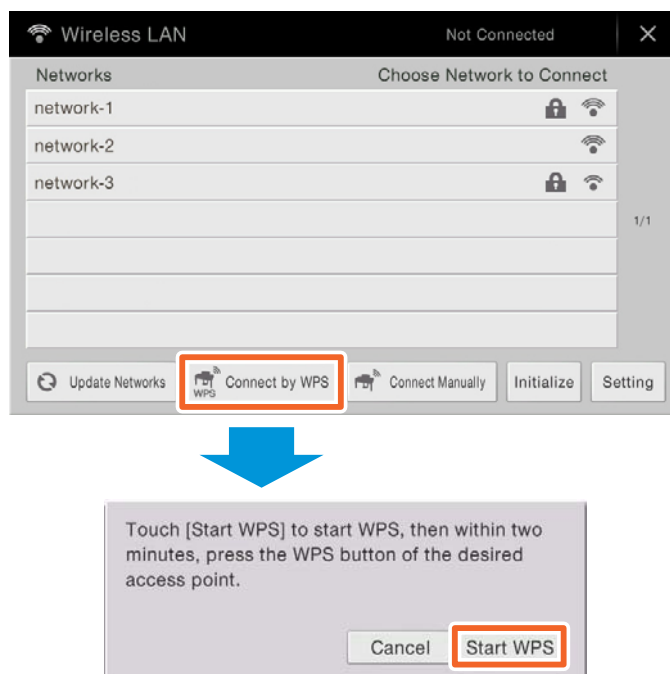 Wireless LAN Not Connected
Networks Choose Network to Connect
network-1
network-2
network-3
1/1
Update Networks WPS Connect by WPS Connect Manually Initialize Setting
Touch [Start WPS] to start WPS, then within two
minutes, press the WPS button of the desired
access point.
Cancel Start WPS